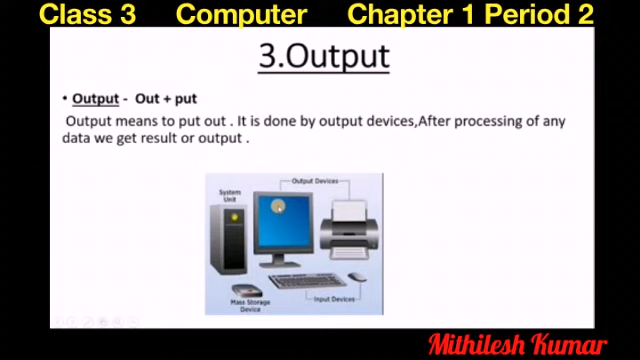 Class 3 Computer Chapter 1 Period 2
3.Output
• Output - Out + put
Output means to put out . It is done by output devices,After processing of any
data we get result or output .
Output Devices
System
Unit
Mass Storage
Device
Input Devices
Mithilesh Kumar